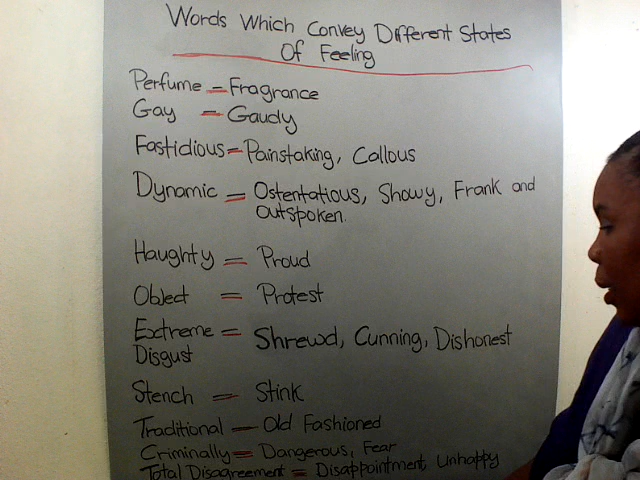 Words Which Convey Different States
Of Feeling
Perfume = Fragrance
Gay = Gaudy
Fastidious = Painstaking, Callous
Dynamic = Ostentatious, Showy, Frank and
outspoken.
Haughty = Proud
Object = Protest
Extreme = Shrewd, Cunning, Dishonest
Disgust
Stench = Stink
Traditional = Old Fashioned
Criminally = Dangerous, Fear
Total Disagreement = Disappointment, Unhappy